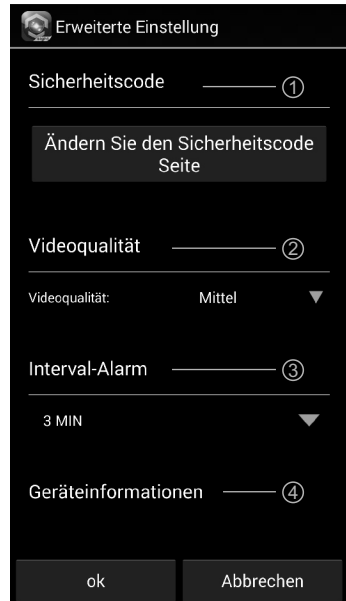 Erweiterte Einstellung
Sicherheitscode ①
Ändern Sie den Sicherheitscode
Seite
Videoqualität ②
Videoqualität: Mittel
Interval-Alarm ③
3 MIN
Geräteinformationen ④
ok Abbrechen